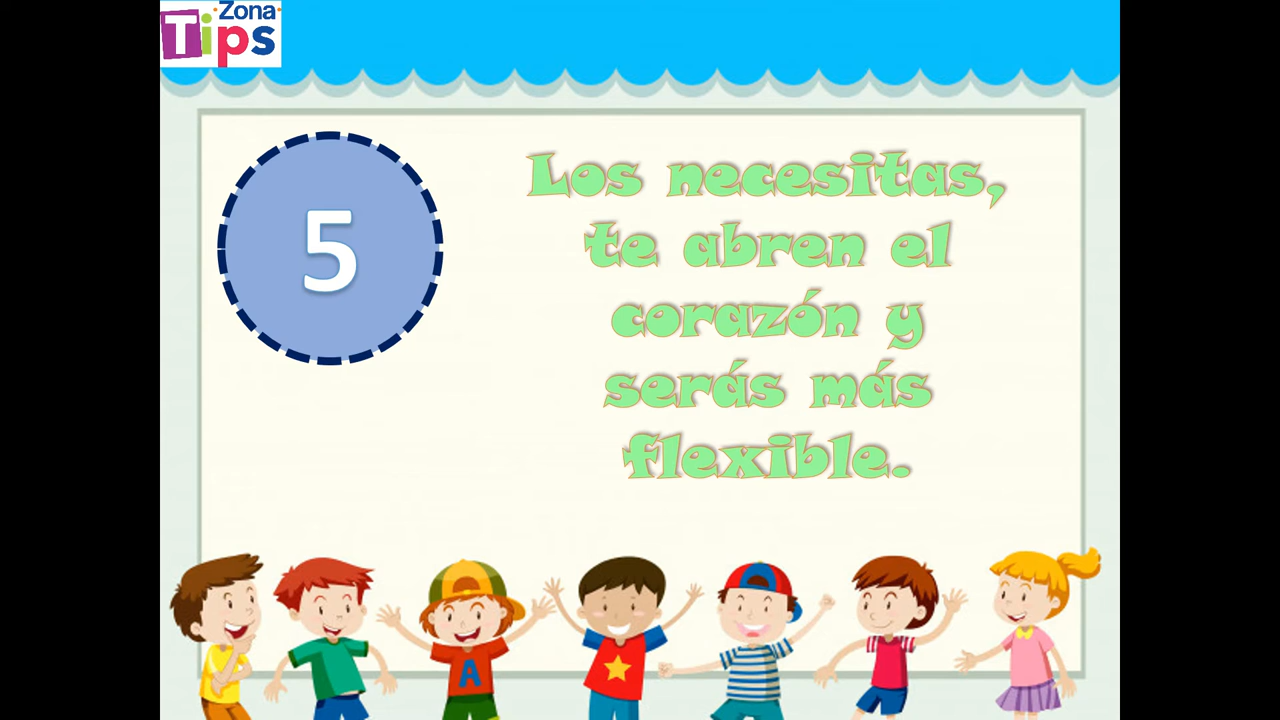 Zona
Tips
5
Los necesitas,
te abren el
corazón y
serás más
flexible.
A